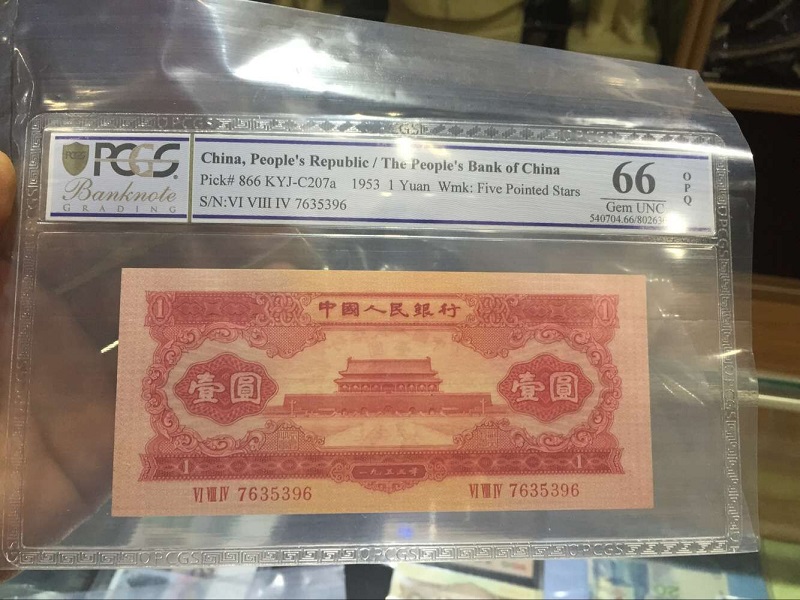 PCGS
Banknote
GRADING
China, People's Republic / The People's Bank of China
Pick# 866 KYJ-C207a 1953 1 Yuan Wmk: Five Pointed Stars
S/N:VI VIII IV 7635396
66
OPQ
Gem UNC
中國人民銀行
1
1
壹圓
壹圓
1
一九五三年
1
VI VIII IV 7635396
VI VIII IV 7635396